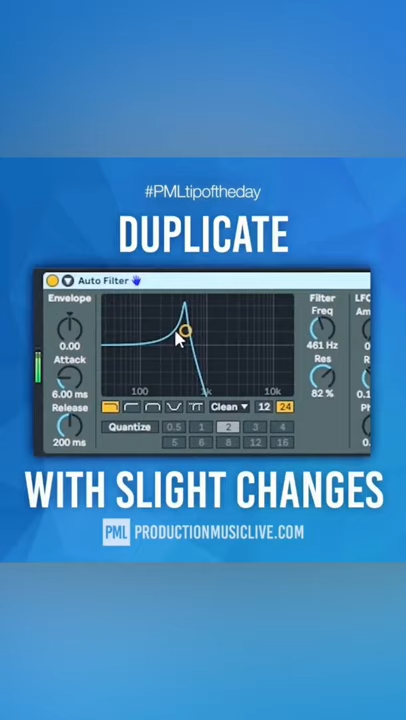 #PMLtipoftheday
DUPLICATE
Auto Filter
Envelope
0.00
Attack
6.00 ms
Release
200 ms
100 1k 10k
Clean 12 24
Quantize 0.5 1 2 3 4
5 6 8 12 16
Filter
Freq
461 Hz
Res
82 %
LFO
WITH SLIGHT CHANGES
PML PRODUCTIONMUSICLIVE.COM